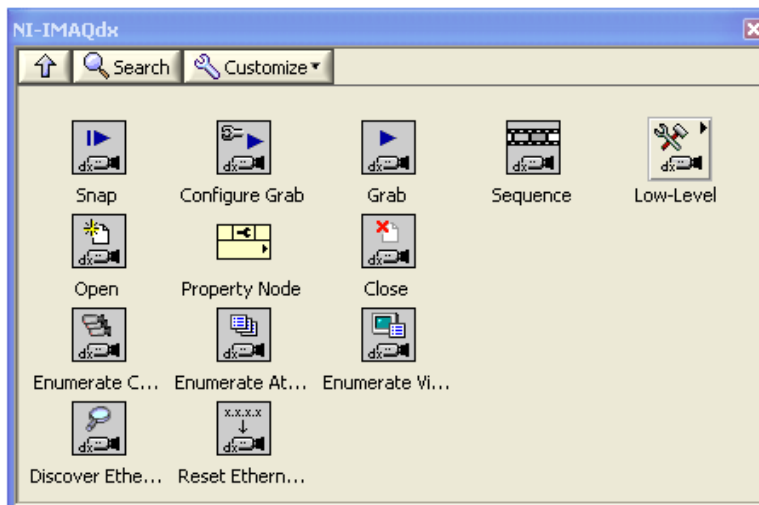 NI-IMAQdx
Search Customize
Snap Configure Grab Grab Sequence Low-Level
Open Property Node Close
Enumerate C... Enumerate At... Enumerate Vi...
x.x.x.x
Discover Ethe... Reset Ethern...